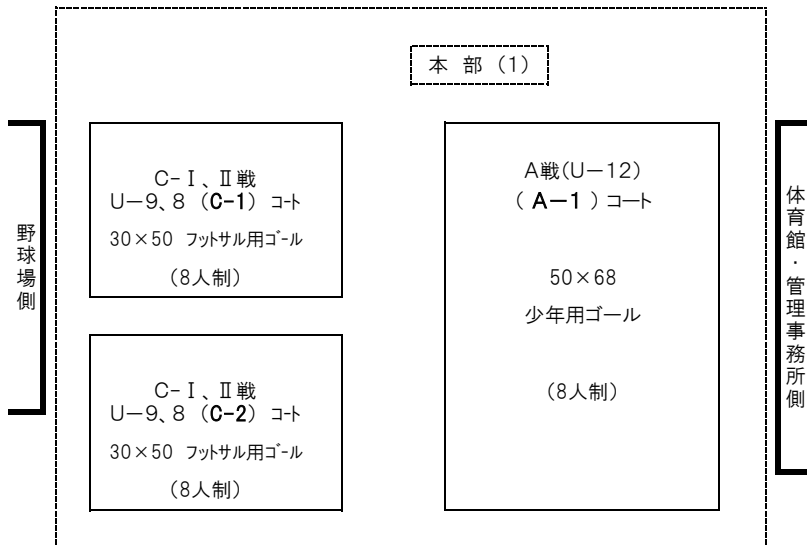 本 部 (1)
野球場側
C-Ⅰ、Ⅱ戦
U－9、8 (C-1) コート
30×50 フットサル用ゴール
(8人制)
C-Ⅰ、Ⅱ戦
U－9、8 (C-2) コート
30×50 フットサル用ゴール
(8人制)
A戦(U－12)
( A－1 ) コート
50×68
少年用ゴール
(8人制)
体育館・管理事務所側